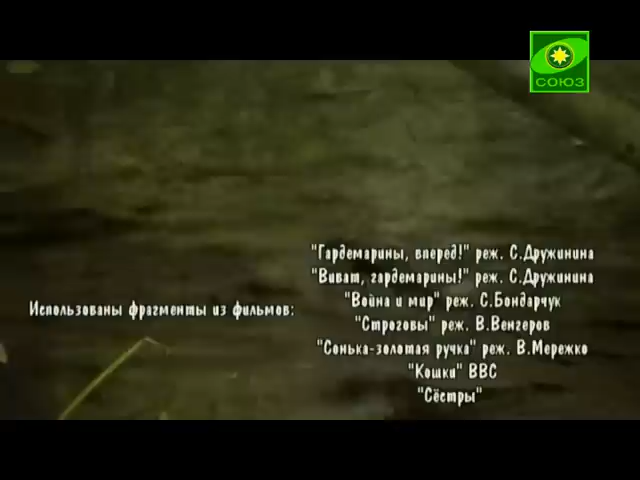 СОЮЗ
"Гардемарины, вперед!" реж. С.Дружинина
"Виват, гардемарины!" реж. С.Дружинина
Использованы фрагменты из фильмов:
"Война и мир" реж. С.Бондарчук
"Строговы" реж. В.Венгеров
"Сонька-золотая ручка" реж. В.Мережко
"Кошки" BBC
"Сёстры"